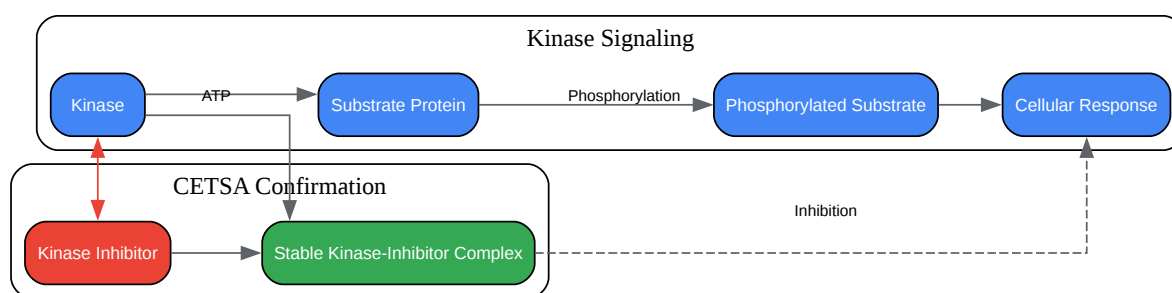 Kinase Signaling
Kinase
ATP
Substrate Protein
Phosphorylation
Phosphorylated Substrate
Cellular Response
CETSA Confirmation
Inhibition
Kinase Inhibitor
Stable Kinase-Inhibitor Complex